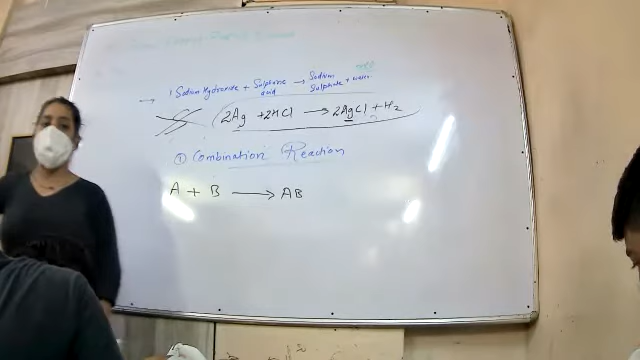 → 1 Sodium Hydroxide + Sulphuric acid → Sodium Sulphate + water
2Ag + 2HCl → 2AgCl + H2
① Combination Reaction
A + B → AB